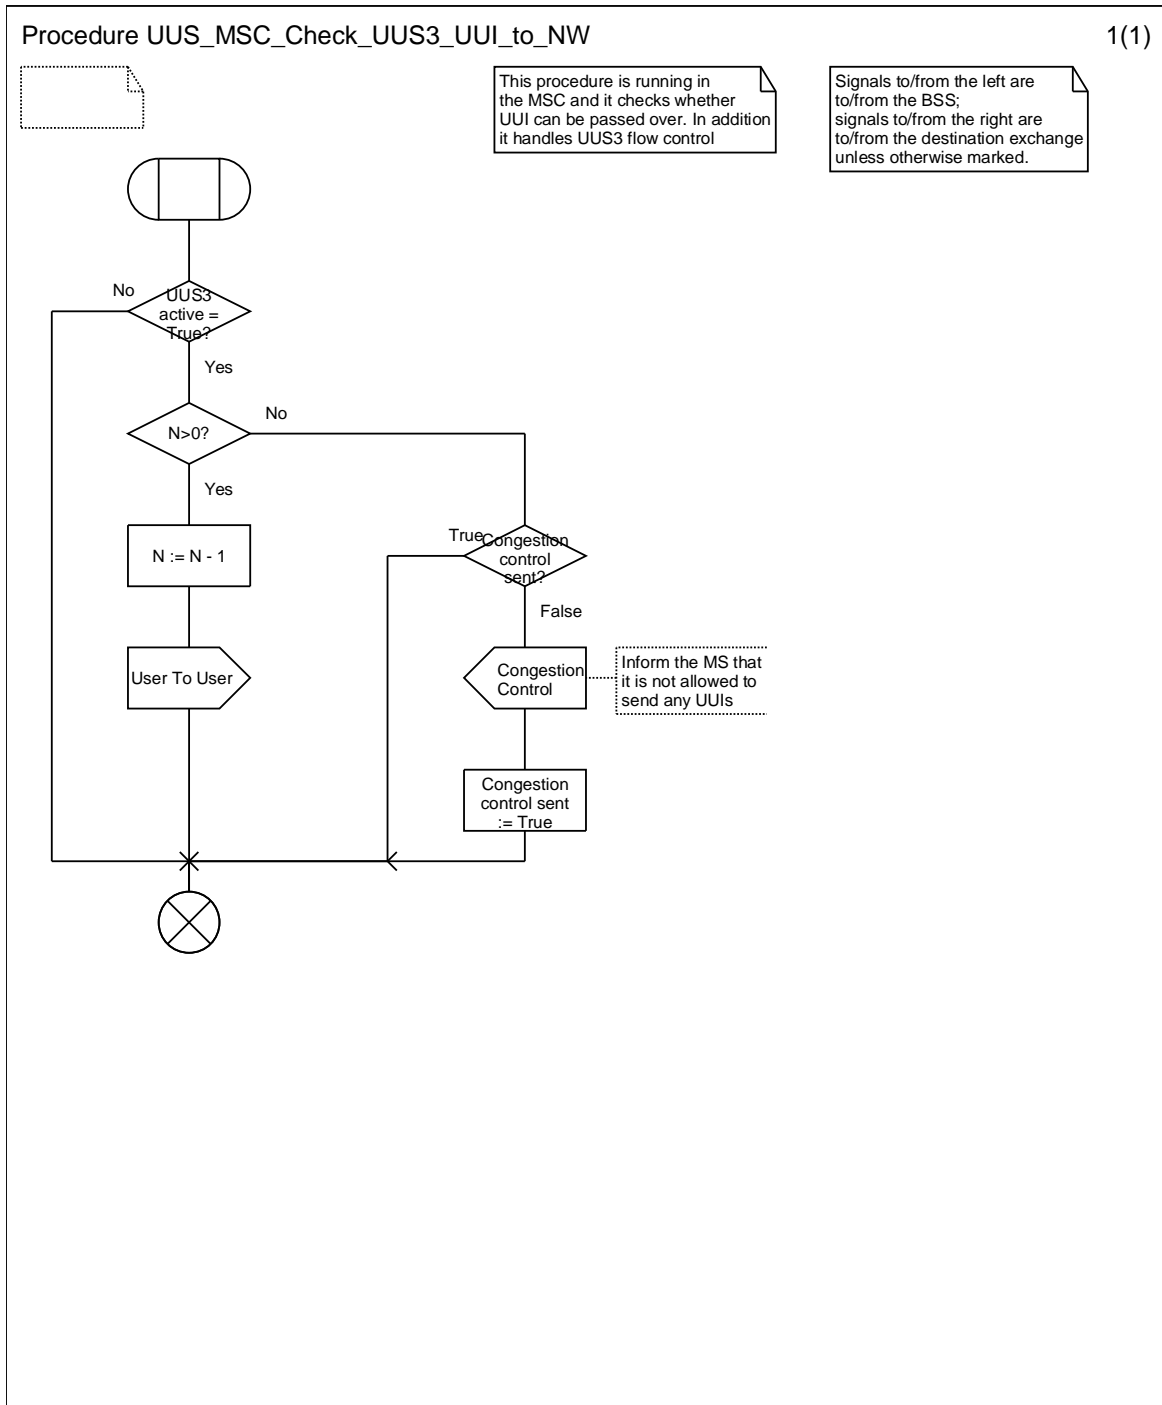 Procedure UUS_MSC_Check_UUS3_UUI_to_NW
1(1)
This procedure is running in
the MSC and it checks whether
UUI can be passed over. In addition
it handles UUS3 flow control
Signals to/from the left are
to/from the BSS;
signals to/from the right are
to/from the destination exchange
unless otherwise marked.
No
UUS3
active =
True?
Yes
No
N>0?
Yes
N := N - 1
True
Congestion
control
sent?
False
User To User
Congestion
Control
Inform the MS that
it is not allowed to
send any UUIs
Congestion
control sent
:= True